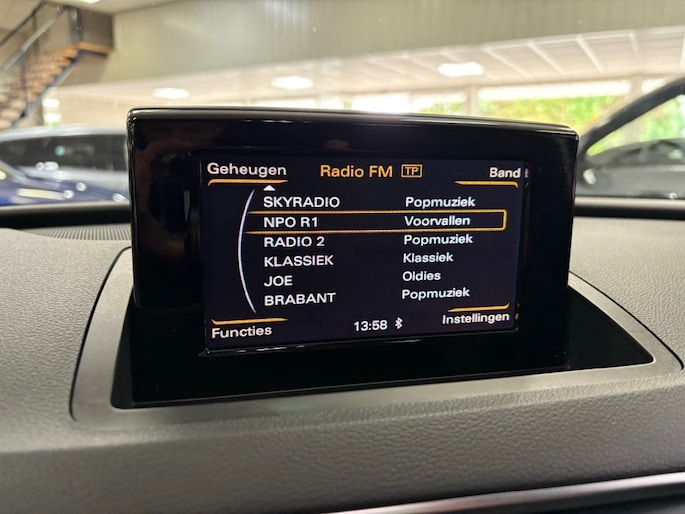 Geheugen Radio FM TP Band
SKYRADIO Popmuziek
NPO R1 Voorvallen
RADIO 2 Popmuziek
KLASSIEK Klassiek
JOE Oldies
BRABANT Popmuziek
Functies 13:58 Instellingen